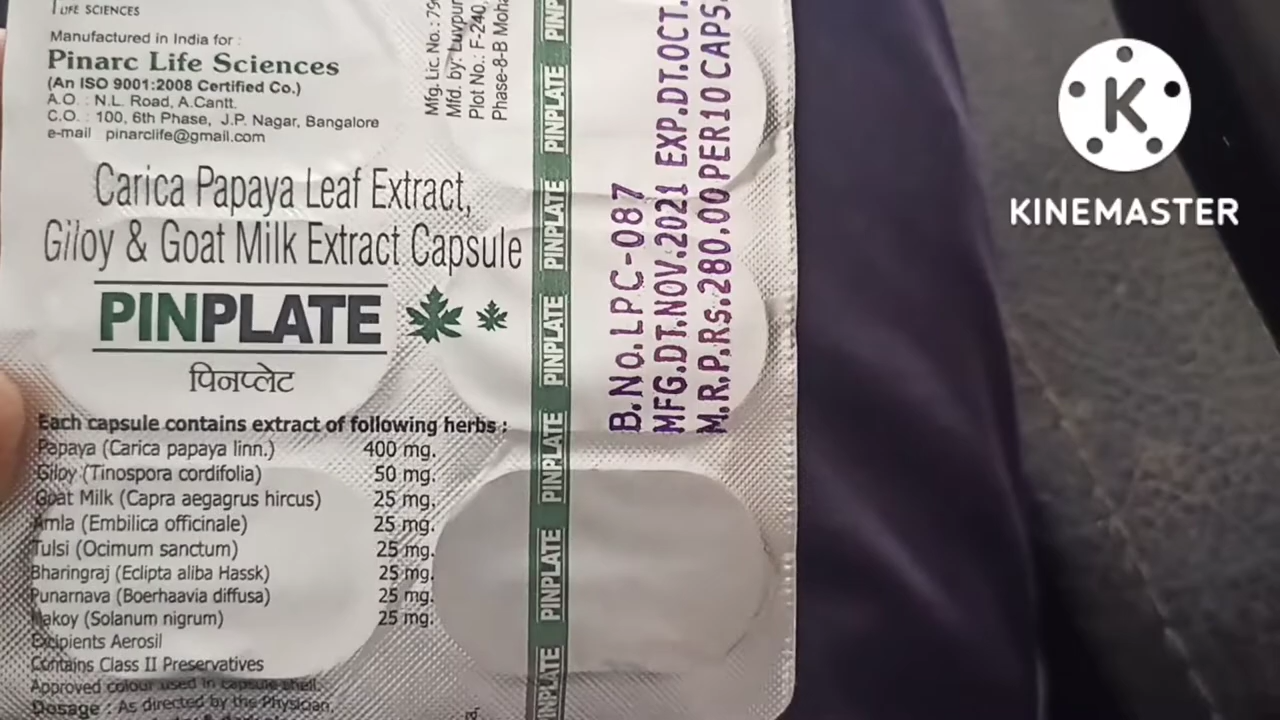 LIFE SCIENCES
Manufactured in India for :
Pinarc Life Sciences
(An ISO 9001:2008 Certified Co.)
A.O. : N.L. Road, A.Cantt.
C.O. : 100, 6th Phase, J.P. Nagar, Bangalore
e-mail pinarclife@gmail.com
Carica Papaya Leaf Extract,
Giloy & Goat Milk Extract Capsule
PINPLATE
पिनप्लेट
Each capsule contains extract of following herbs :
Papaya (Carica papaya linn.) 400 mg.
Giloy (Tinospora cordifolia) 50 mg.
Goat Milk (Capra aegagrus hircus) 25 mg.
Amla (Embilica officinale) 25 mg.
Tulsi (Ocimum sanctum) 25 mg.
Bharingraj (Eclipta aliba Hassk) 25 mg.
Punarnava (Boerhaavia diffusa) 25 mg.
Makoy (Solanum nigrum) 25 mg.
Excipients Aerosil
Contains Class II Preservatives
Approved colour used in capsule shell.
Dosage : As directed by the Physician.
Mfg. Lic. No. : 79
Mfd. by: Luvpur
Plot No.: F-240,
Phase-8-B Moha
PINPLATE PINPLATE PINPLATE PINPLATE PINPLATE PINPLATE PINPLATE
B.No.LPC-087
MFG.DT.NOV.2021 EXP.DT.OCT.
M.R.P.Rs.280.00PER10 CAPS.
K
KINEMASTER